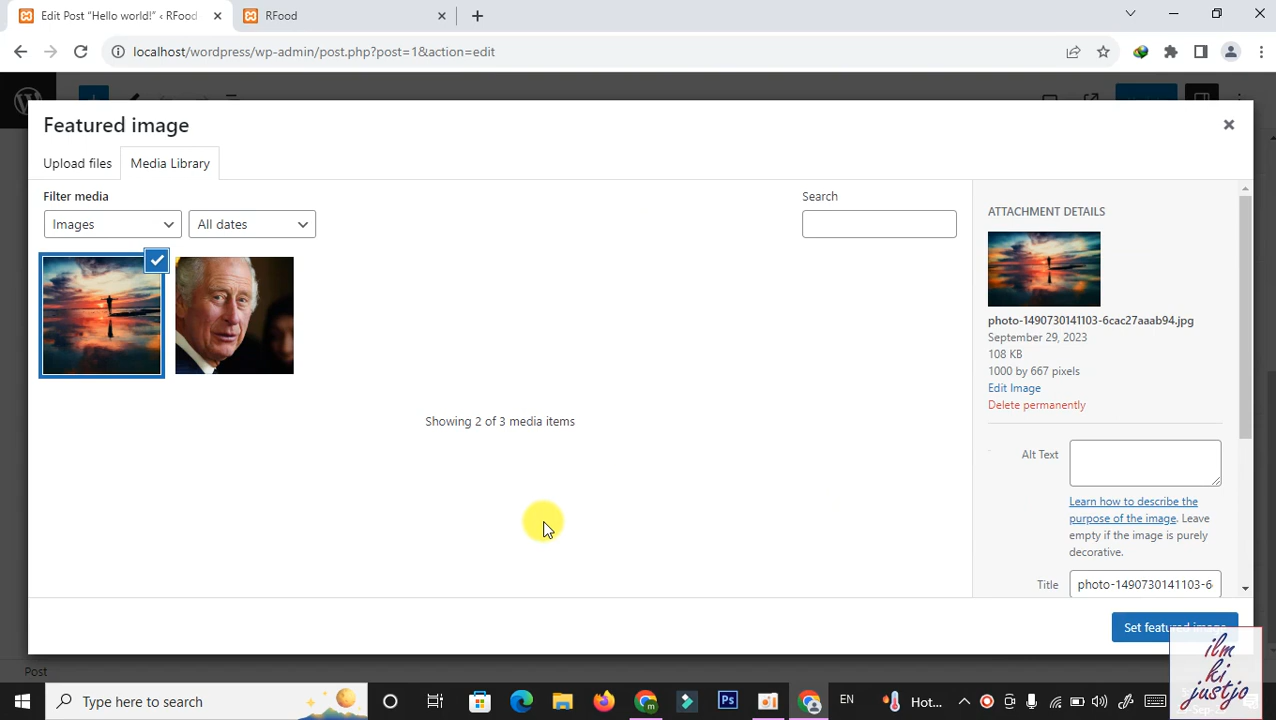 Edit Post “Hello world!” ‹ RFood
RFood
localhost/wordpress/wp-admin/post.php?post=1&action=edit
Featured image
Upload files
Media Library
Filter media
Search
Images
All dates
ATTACHMENT DETAILS
photo-1490730141103-6cac27aaab94.jpg
September 29, 2023
108 KB
1000 by 667 pixels
Edit Image
Delete permanently
Showing 2 of 3 media items
Alt Text
Learn how to describe the
purpose of the image. Leave
empty if the image is purely
decorative.
Title
photo-1490730141103-6
Set featured image
Post
ilm
ki
justjo
Type here to search
Ps
EN
Hot...